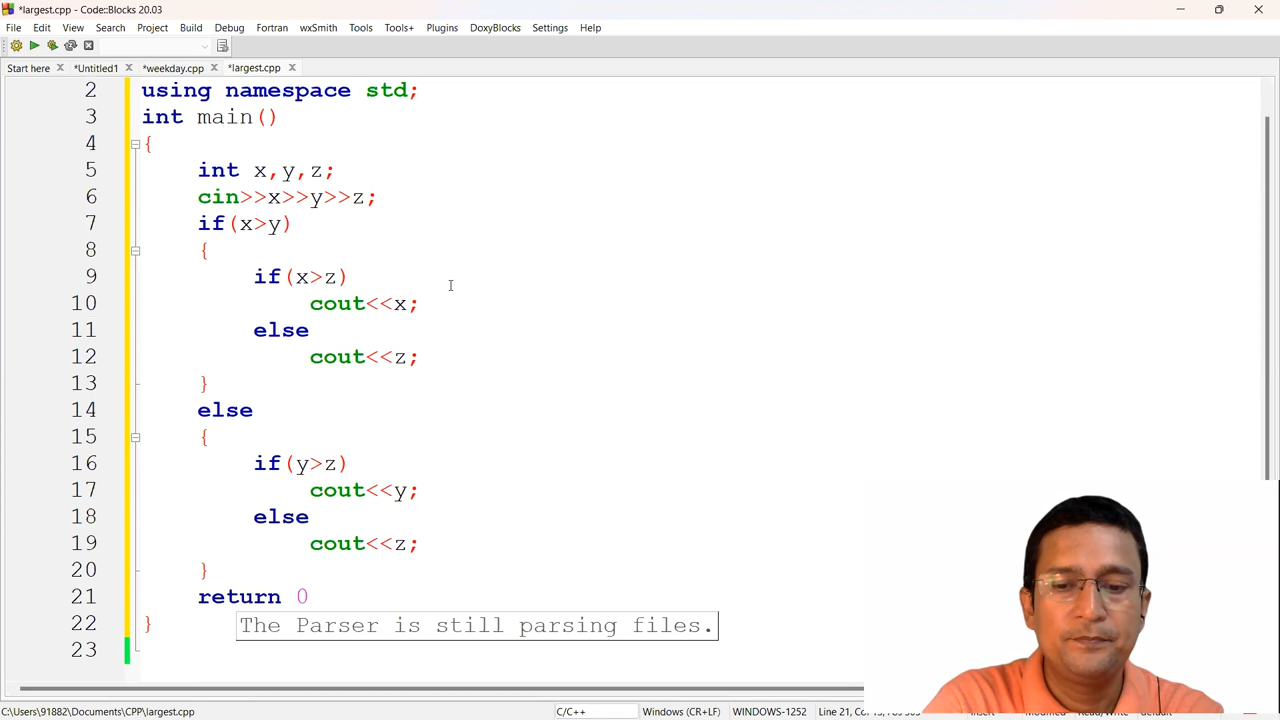 *largest.cpp - Code::Blocks 20.03
File Edit View Search Project Build Debug Fortran wxSmith Tools Tools+ Plugins DoxyBlocks Settings Help
Start here *Untitled1 *weekday.cpp *largest.cpp
2 using namespace std;
3 int main()
4 {
5 int x,y,z;
6 cin>>x>>y>>z;
7 if(x>y)
8 {
9 if(x>z)
10 cout<<x;
11 else
12 cout<<z;
13 }
14 else
15 {
16 if(y>z)
17 cout<<y;
18 else
19 cout<<z;
20 }
21 return 0
22 }
The Parser is still parsing files.
23
C:\Users\91882\Documents\CPP\largest.cpp C/C++ Windows (CR+LF) WINDOWS-1252